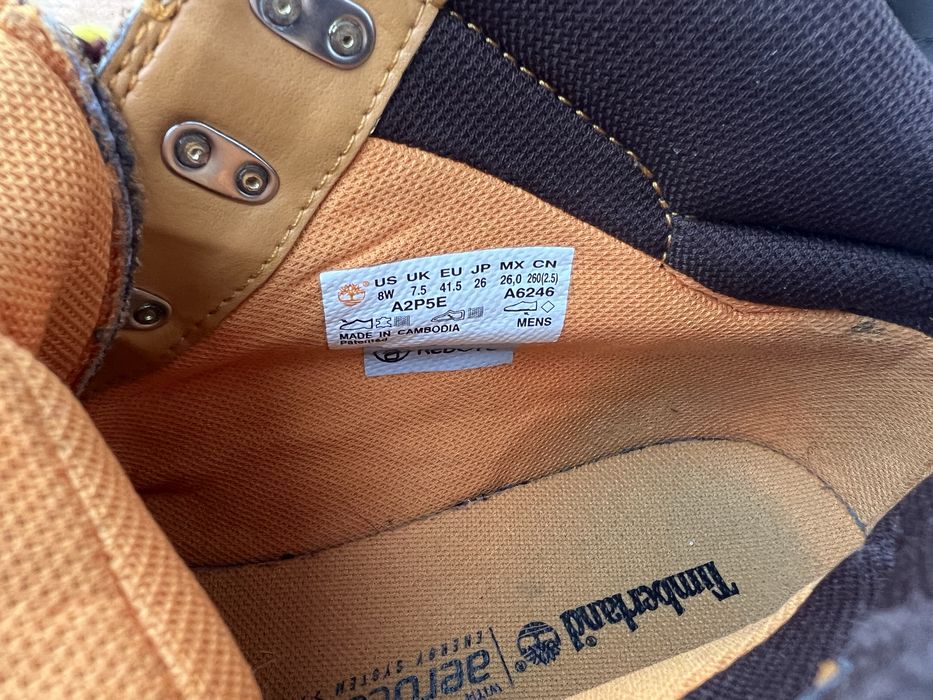 US UK EU JP MX CN
8W 7.5 41.5 26 26,0 260(2.5)
A2P5E A6246
MENS
MADE IN CAMBODIA
Patented
Timberland®
WITH
ENERGY SYSTEM